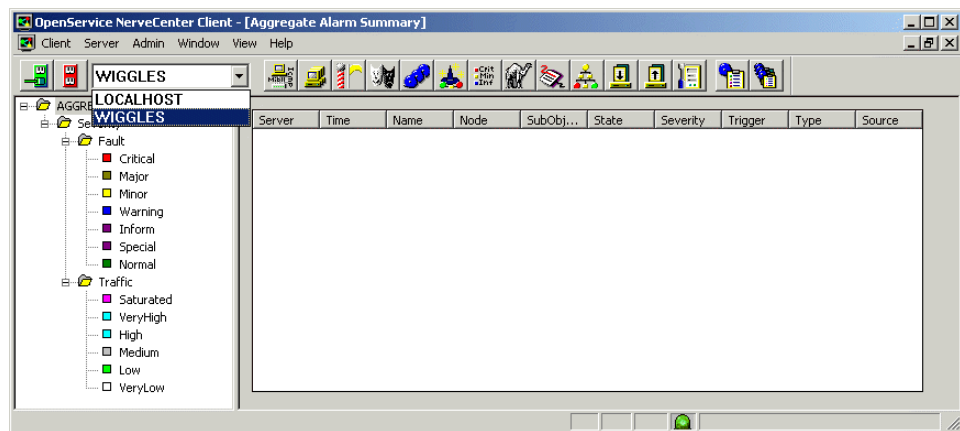 OpenService NerveCenter Client - [Aggregate Alarm Summary]
Client Server Admin Window View Help
WIGGLES
LOCALHOST
WIGGLES
AGGRE
Se
Fault
Critical
Major
Minor
Warning
Inform
Special
Normal
Traffic
Saturated
VeryHigh
High
Medium
Low
VeryLow
Server Time Name Node SubObj... State Severity Trigger Type Source